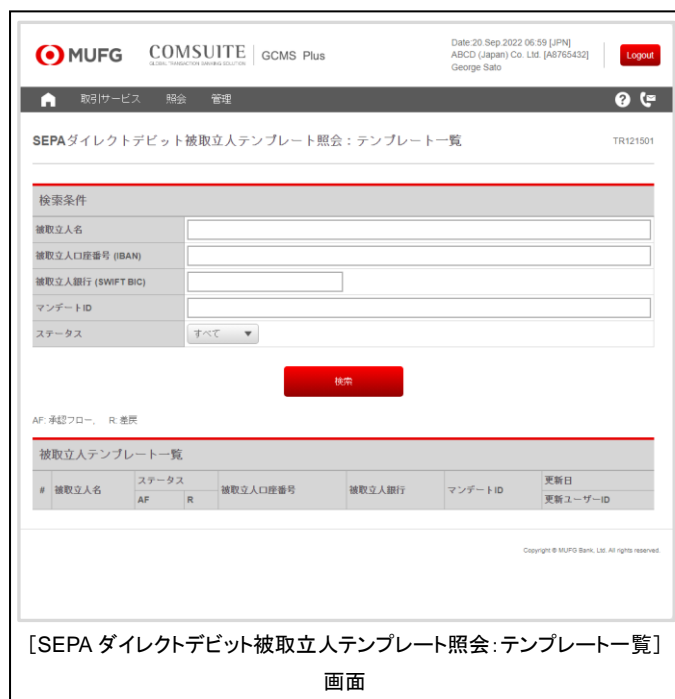 MUFG COMSUITE GCMS Plus
GLOBAL TRANSACTION BANKING SOLUTION
Date:20.Sep.2022 06:59 [JPN]
ABCD (Japan) Co. Ltd. [A8765432]
George Sato
Logout
取引サービス 照会 管理
SEPAダイレクトデビット被取立人テンプレート照会：テンプレート一覧 TR121501
検索条件
被取立人名
被取立人口座番号 (IBAN)
被取立人銀行 (SWIFT BIC)
マンデートID
ステータス すべて
検索
AF: 承認フロー、 R: 差戻
被取立人テンプレート一覧
# 被取立人名 ステータス 被取立人口座番号 被取立人銀行 マンデートID 更新日
AF R 更新ユーザーID
Copyright © MUFG Bank, Ltd. All rights reserved.
[SEPA ダイレクトデビット被取立人テンプレート照会：テンプレート一覧]
画面